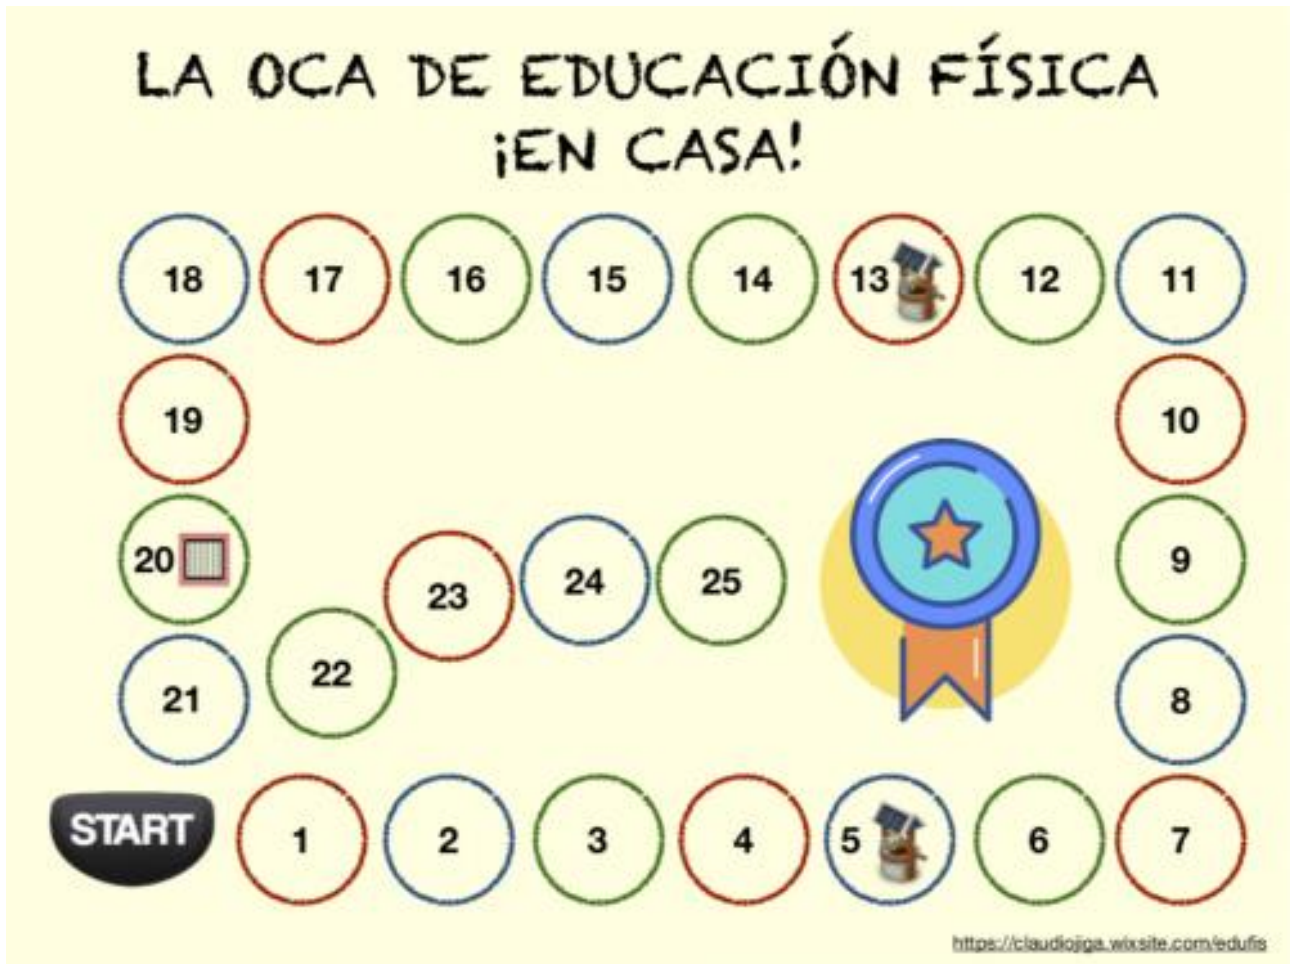 LA OCA DE EDUCACIÓN FÍSICA
¡EN CASA!
18 17 16 15 14 13 12 11
19 10
20 9
23 24 25
22
21 8
START 1 2 3 4 5 6 7
https://claudiojiga.wixsite.com/edufis